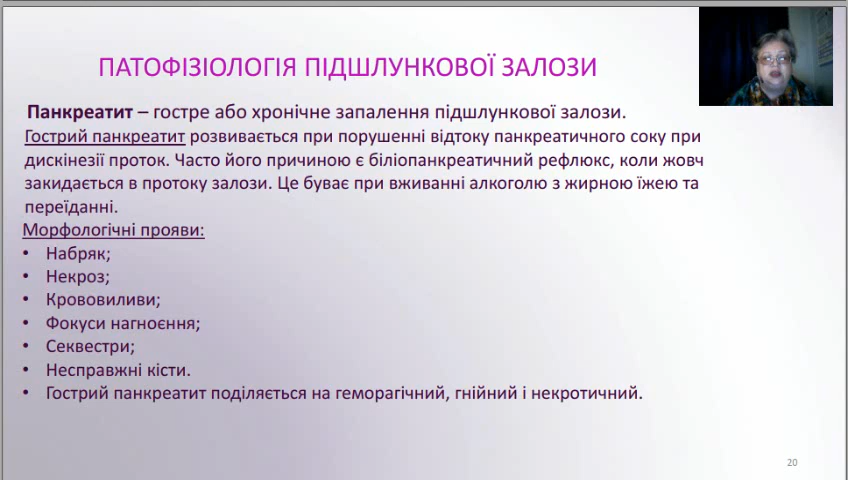 ПАТОФІЗІОЛОГІЯ ПІДШЛУНКОВОЇ ЗАЛОЗИ
Панкреатит – гостре або хронічне запалення підшлункової залози.
Гострий панкреатит розвивається при порушенні відтоку панкреатичного соку при
дискінезії проток. Часто його причиною є біліопанкреатичний рефлюкс, коли жовч
закидається в протоку залози. Це буває при вживанні алкоголю з жирною їжею та
переїданні.
Морфологічні прояви:
• Набряк;
• Некроз;
• Крововиливи;
• Фокуси нагноєння;
• Секвестри;
• Несправжні кісти.
• Гострий панкреатит поділяється на геморагічний, гнійний і некротичний.
20